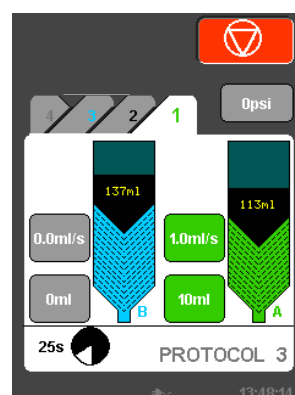 0psi
4 3 2 1
137ml 113ml
0.0ml/s 1.0ml/s
0ml B 10ml A
25s PROTOCOL 3
13:48:14